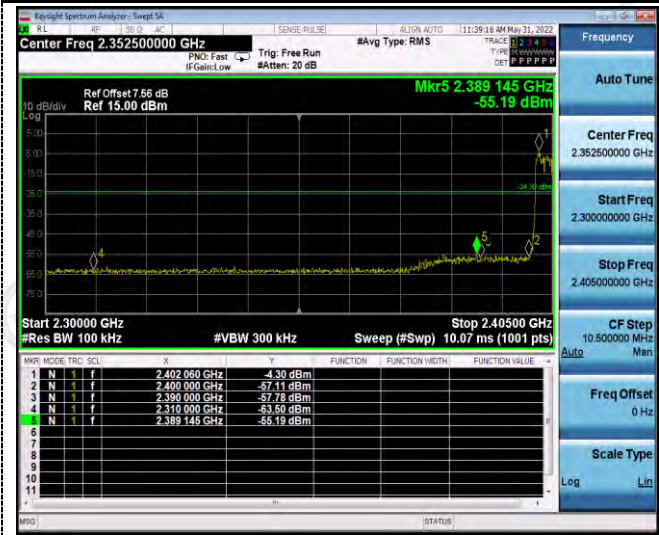 Keysight Spectrum Analyzer - Swept SA
RL RF 50 Ω AC SENSE:PULSE ALIGN AUTO 11:39:16 AM May 31, 2022
Center Freq 2.352500000 GHz #Avg Type: RMS TRACE 1 2 3 4 5 6
PNO: Fast Trig: Free Run TYPE M WWWWW
IFGain:Low #Atten: 20 dB DET P P P P P P
Mkr5 2.389 145 GHz
Ref Offset 7.56 dB
10 dB/div Ref 15.00 dBm -55.19 dBm
Log
5.00
-5.00
-15.0
-24.30 dBm
-25.0
-35.0
-45.0
-55.0
-65.0
-75.0
1
2
5
4
Start 2.30000 GHz Stop 2.40500 GHz
#Res BW 100 kHz #VBW 300 kHz Sweep (#Swp) 10.07 ms (1001 pts)
MKR MODE TRC SCL X Y FUNCTION FUNCTION WIDTH FUNCTION VALUE
1 N 1 f 2.402 060 GHz -4.30 dBm
2 N 1 f 2.400 000 GHz -57.11 dBm
3 N 1 f 2.390 000 GHz -57.78 dBm
4 N 1 f 2.310 000 GHz -63.50 dBm
5 N 1 f 2.389 145 GHz -55.19 dBm
6
7
8
9
10
11
MSG STATUS
Frequency
Auto Tune
Center Freq
2.352500000 GHz
Start Freq
2.300000000 GHz
Stop Freq
2.405000000 GHz
CF Step
10.500000 MHz
Auto Man
Freq Offset
0 Hz
Scale Type
Log Lin